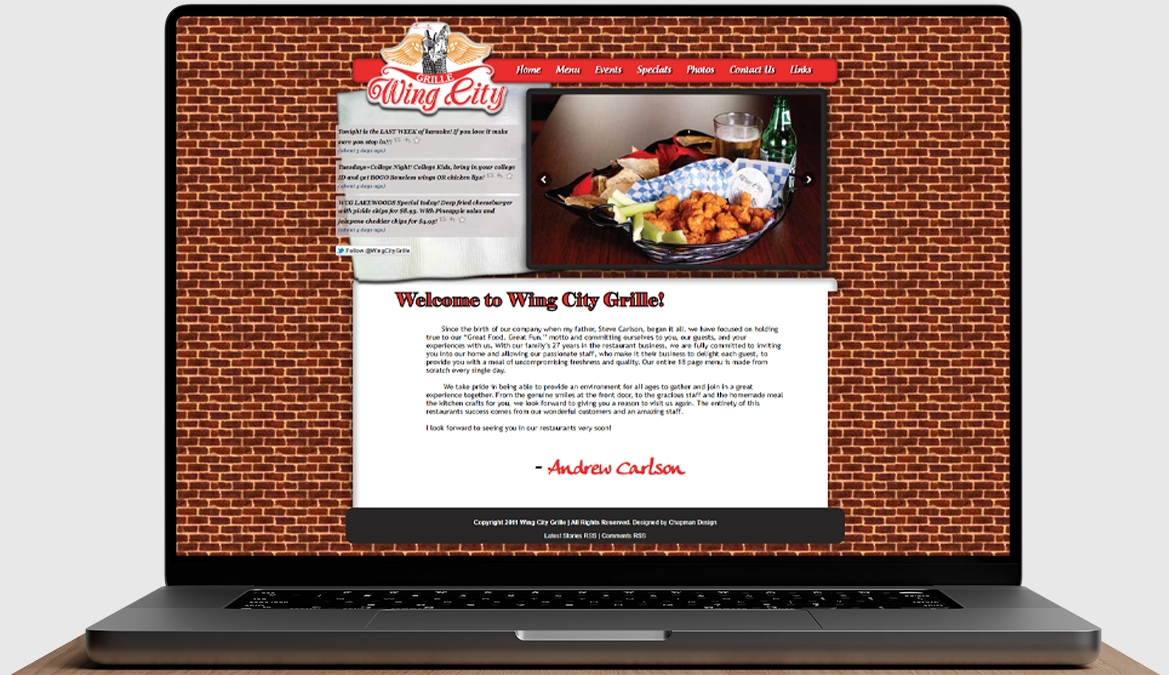 GRILLE
Wing City
Home Menu Events Specials Photos Contact Us Links
Tonight is the LAST WEEK of karaoke! If you love it make
sure you stop in!!!
(about 5 days ago)
Tuesdays=College Night! College Kids, bring in your college
ID and get BOGO Boneless wings OR chicken lips!
(about 5 days ago)
WCG LAKEWOODS Special today! Deep fried cheeseburger
with pickle chips for $8.95. With Pineapple salsa and
jalapeno cheddar chips for $4.95!
Follow @WingCityGrille
Welcome to Wing City Grille!
Since the birth of our company when my father, Steve Carlson, began it all, we have focused on holding
true to our “Great Food. Great Fun.” motto and committing ourselves to you, our guests, and your
experiences with us. With our family’s 27 years in the restaurant business, we are fully committed to inviting
you into our home and allowing our passionate staff, who make it their business to delight each guest, to
provide you with a meal of uncompromising freshness and quality. Our entire 18 page menu is made from
scratch every single day.
We take pride in being able to provide an environment for all ages to gather and join in a great
experience together. From the genuine smiles at the front door, to the gracious staff and the homemade meal
the kitchen crafts for you, we look forward to giving you a reason to visit us again. The entirety of this
restaurants success comes from our wonderful customers and an amazing staff.
I look forward to seeing you in our restaurants very soon!
- Andrew Carlson
Copyright 2011 Wing City Grille | All Rights Reserved. Designed by Chapman Design
Latest Stories RSS | Comments RSS